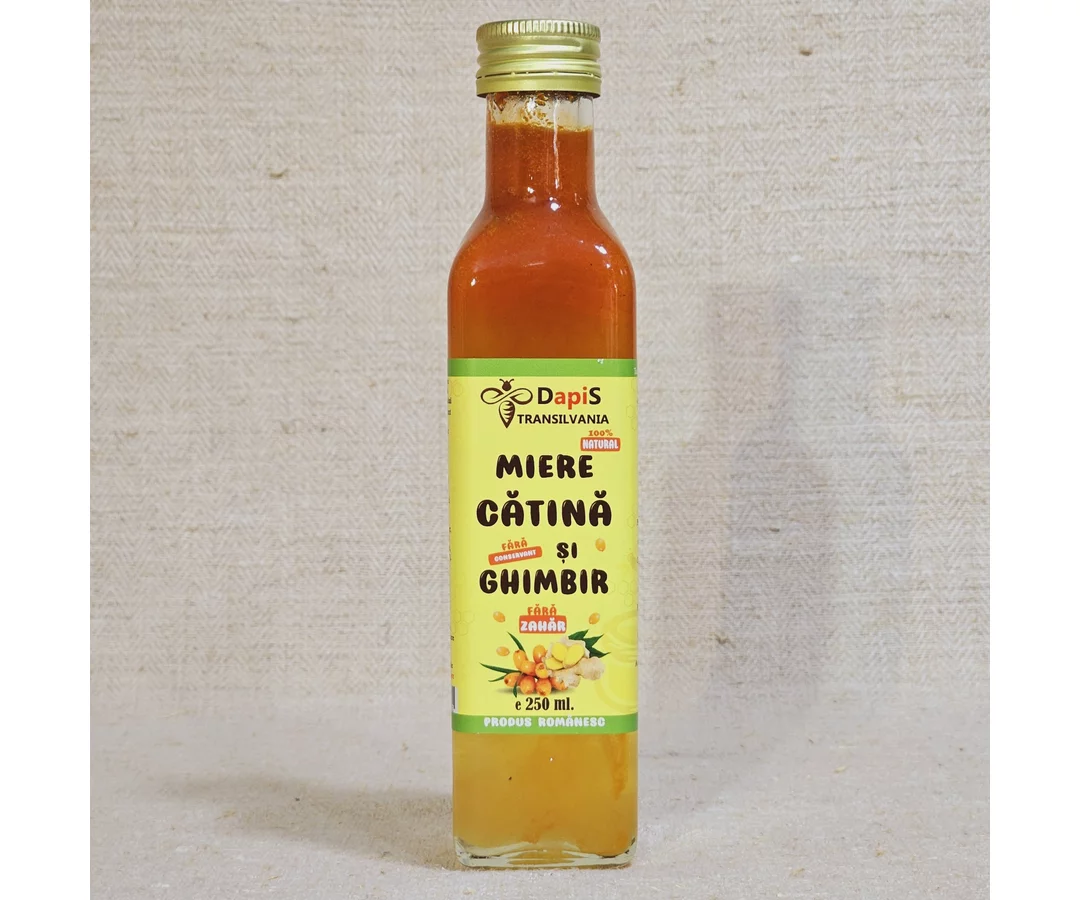 DapiS
TRANSILVANIA
100%
NATURAL
MIERE
CĂTINĂ
FĂRĂ
CONSERVANT
ȘI
GHIMBIR
FĂRĂ
ZAHĂR
e 250 ml.
PRODUS ROMÂNESC